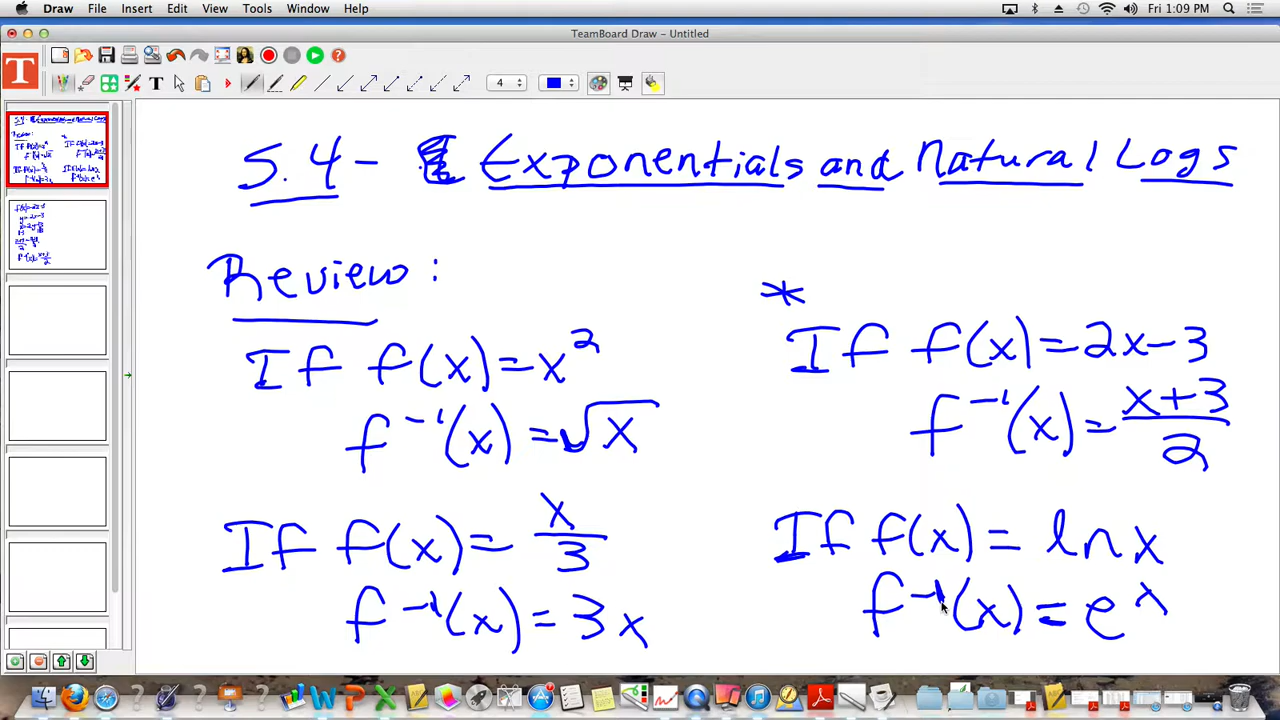 Draw File Insert Edit View Tools Window Help Fri 1:09 PM Logs
TeamBoard Draw - Untitled
T
T 4
5.4 - Exponentials and Natural Logs
Review:
*
If f(x) = x²
f⁻¹(x) = √x
If f(x) = 2x-3
f⁻¹(x) = (x+3)/2
If f(x) = x/3
f⁻¹(x) = 3x
If f(x) = ln x
f⁻¹(x) = eˣ